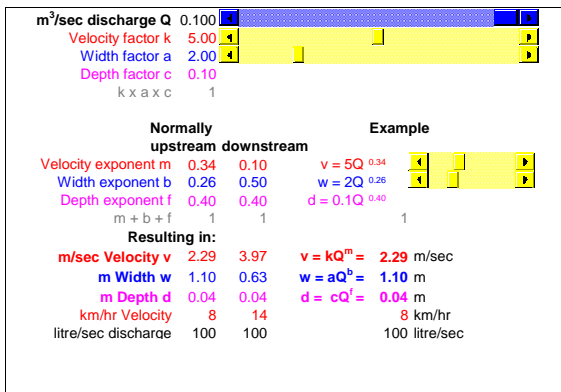 m³/sec discharge Q 0.100
Velocity factor k 5.00
Width factor a 2.00
Depth factor c 0.10
k x a x c 1
Normally Example
upstream downstream
Velocity exponent m 0.34 0.10 v = 5Q 0.34
Width exponent b 0.26 0.50 w = 2Q 0.26
Depth exponent f 0.40 0.40 d = 0.1Q 0.40
m + b + f 1 1 1
Resulting in:
m/sec Velocity v 2.29 3.97 v = kQᵐ = 2.29 m/sec
m Width w 1.10 0.63 w = aQᵇ = 1.10 m
m Depth d 0.04 0.04 d = cQᶠ = 0.04 m
km/hr Velocity 8 14 8 km/hr
litre/sec discharge 100 100 100 litre/sec